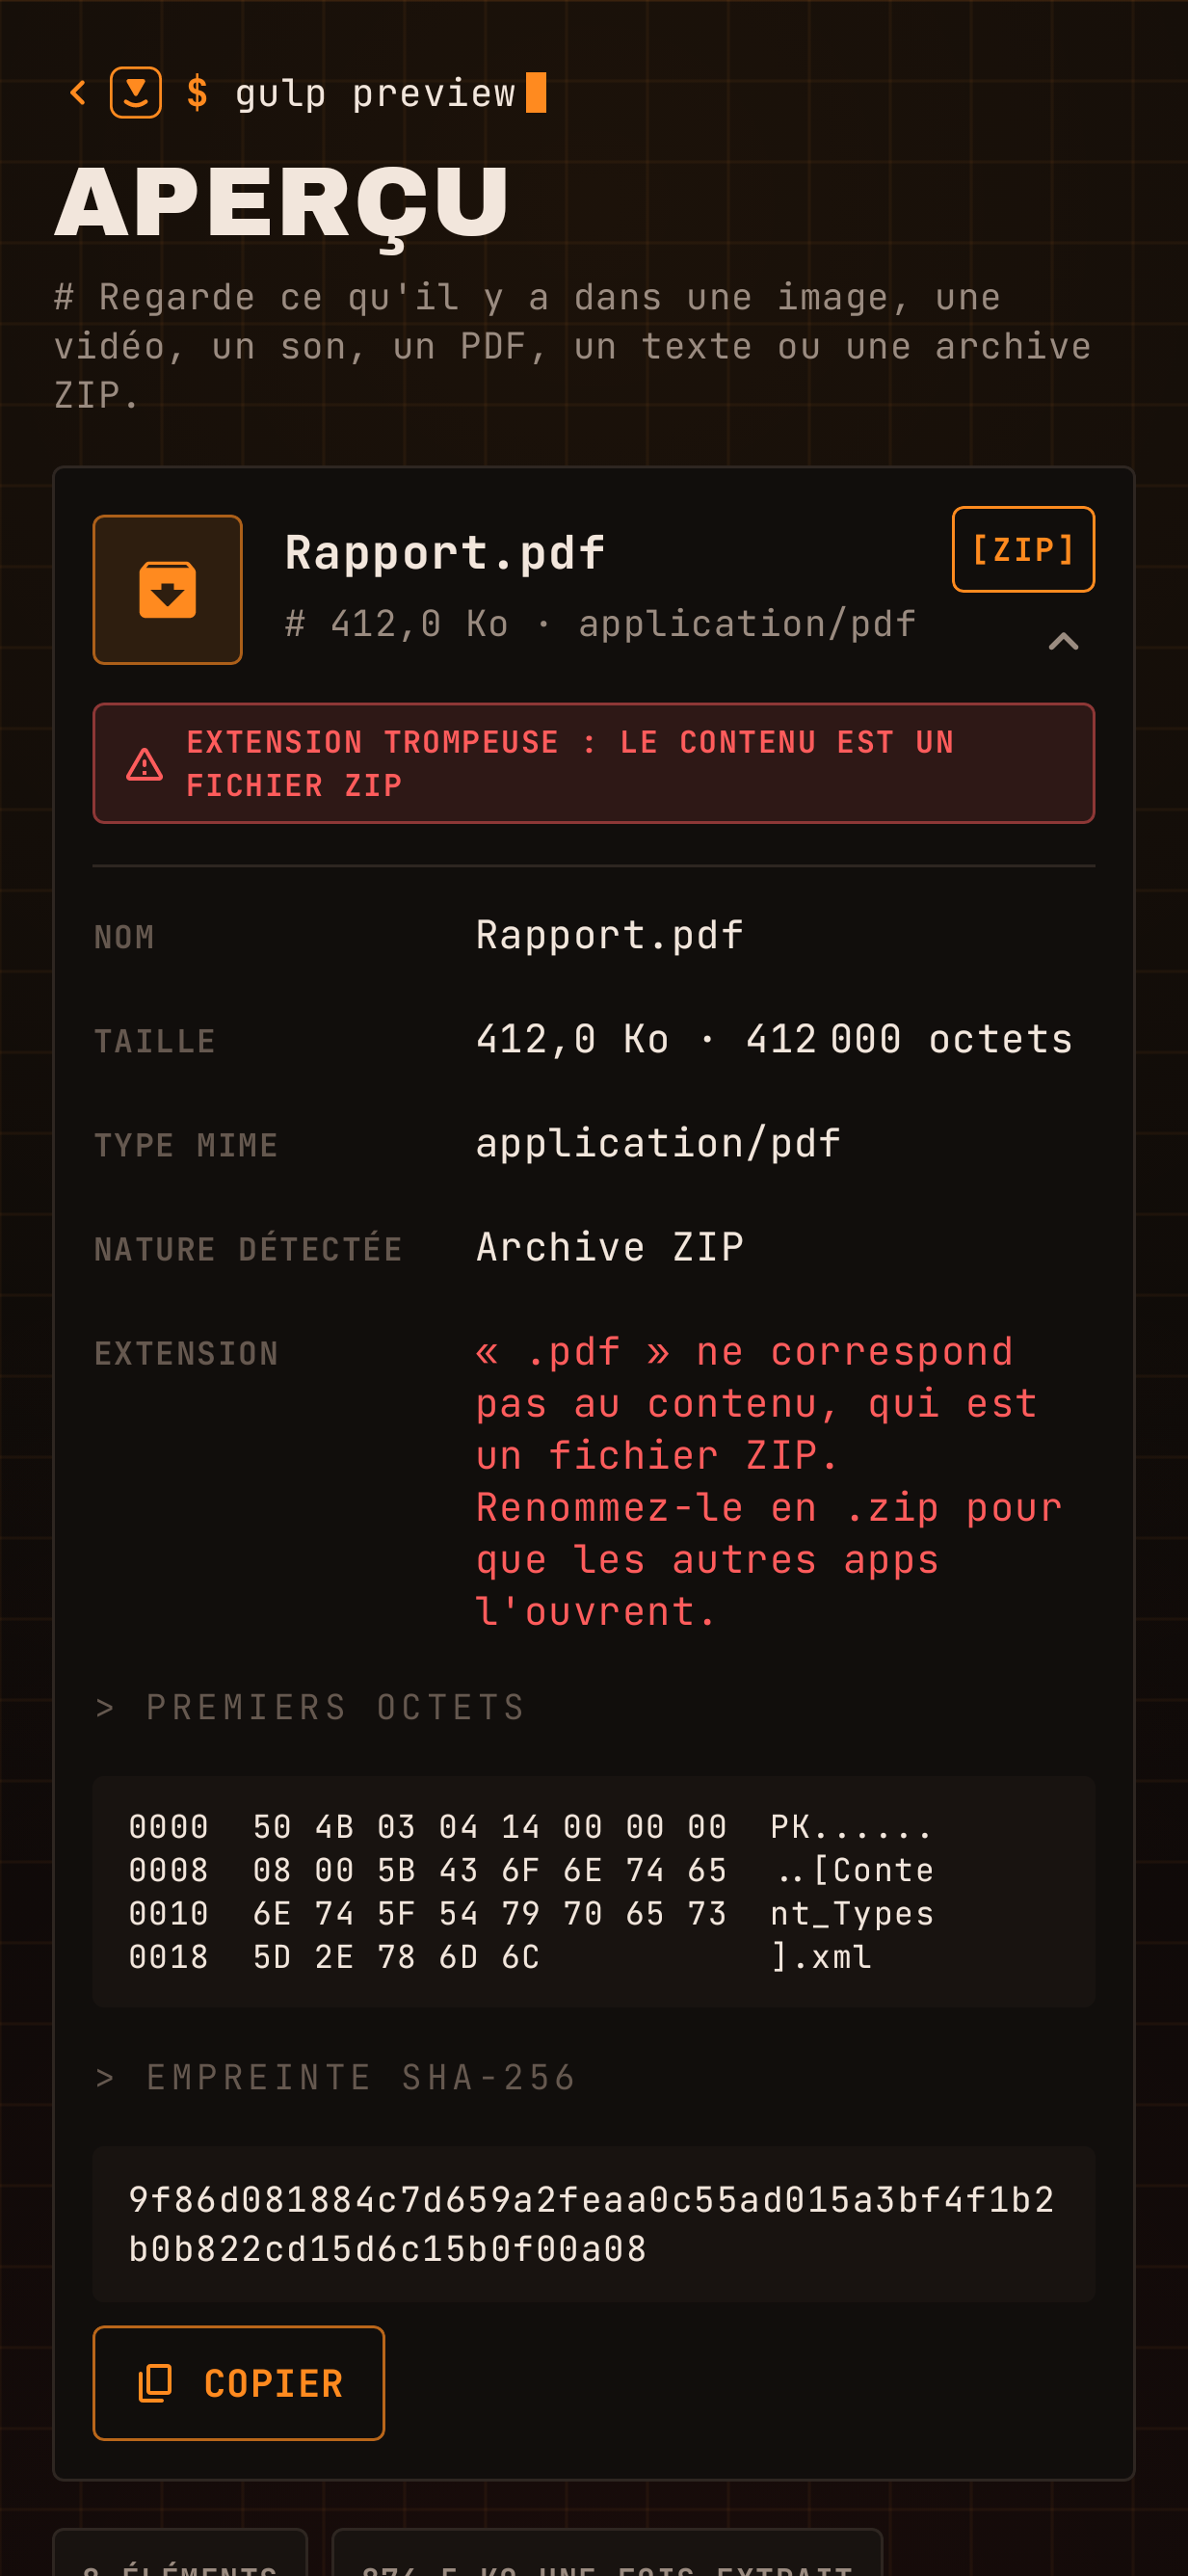 $ gulp preview
APERÇU
# Regarde ce qu'il y a dans une image, une
vidéo, un son, un PDF, un texte ou une archive
ZIP.
Rapport.pdf
[ZIP]
# 412,0 Ko · application/pdf
EXTENSION TROMPEUSE : LE CONTENU EST UN
FICHIER ZIP
NOM Rapport.pdf
TAILLE 412,0 Ko · 412 000 octets
TYPE MIME application/pdf
NATURE DÉTECTÉE Archive ZIP
EXTENSION « .pdf » ne correspond
pas au contenu, qui est
un fichier ZIP.
Renommez-le en .zip pour
que les autres apps
l'ouvrent.
> PREMIERS OCTETS
0000 50 4B 03 04 14 00 00 00 PK......
0008 08 00 5B 43 6F 6E 74 65 ..[Conte
0010 6E 74 5F 54 79 70 65 73 nt_Types
0018 5D 2E 78 6D 6C ].xml
> EMPREINTE SHA-256
9f86d081884c7d659a2feaa0c55ad015a3bf4f1b2
b0b822cd15d6c15b0f00a08
COPIER
ÉLÉMENTS
KO UNE FOIS EXTRAIT